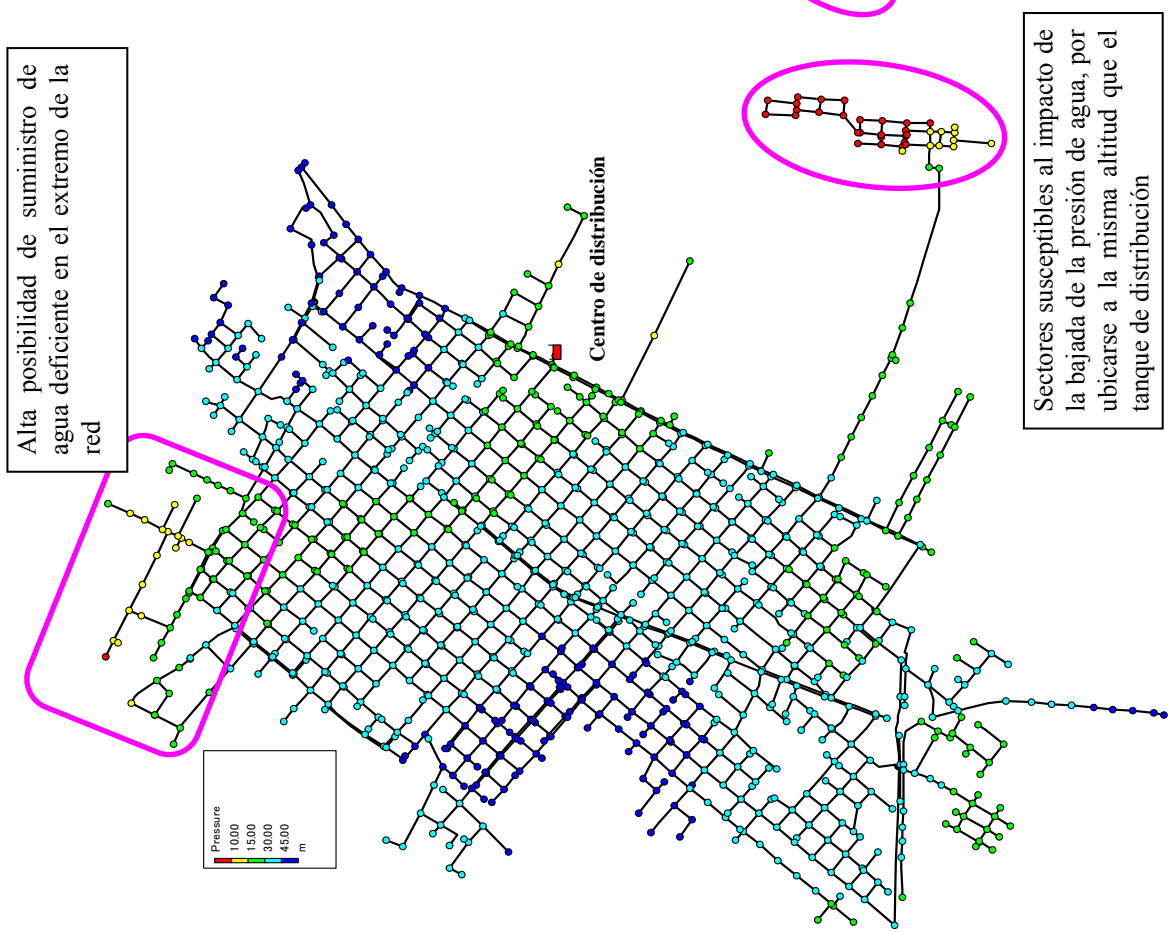 Alta posibilidad de suministro de
agua deficiente en el extremo de la
red
Centro de distribución
Sectores susceptibles al impacto de
la bajada de la presión de agua, por
ubicarse a la misma altitud que el
tanque de distribución
Pressure
10.00
15.00
30.00
45.00
m